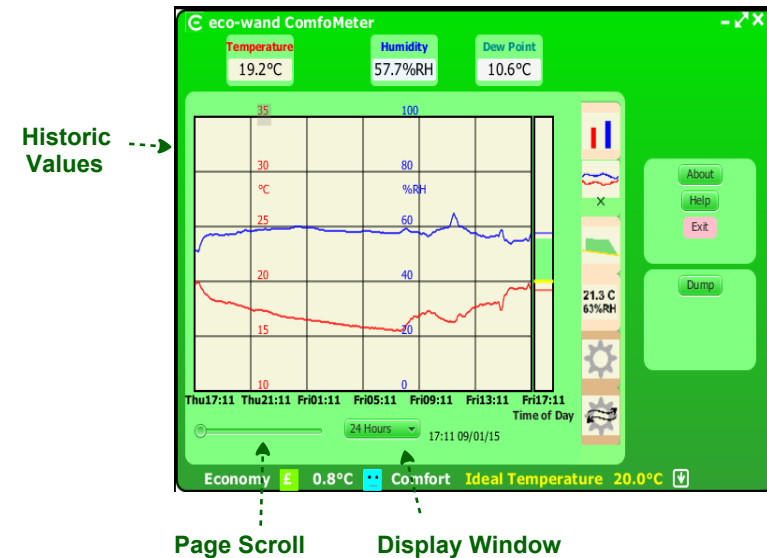 eco-wand ComfoMeter
Temperature Humidity Dew Point
19.2°C 57.7%RH 10.6°C
Historic
Values
35 100
30 80
°C %RH
25 60
20 40
15 20
10 0
Thu17:11 Thu21:11 Fri01:11 Fri05:11 Fri09:11 Fri13:11 Fri17:11
Time of Day
24 Hours 17:11 09/01/15
X
21.3 C
63%RH
About
Help
Exit
Dump
Economy £ 0.8°C Comfort Ideal Temperature 20.0°C
Page Scroll Display Window